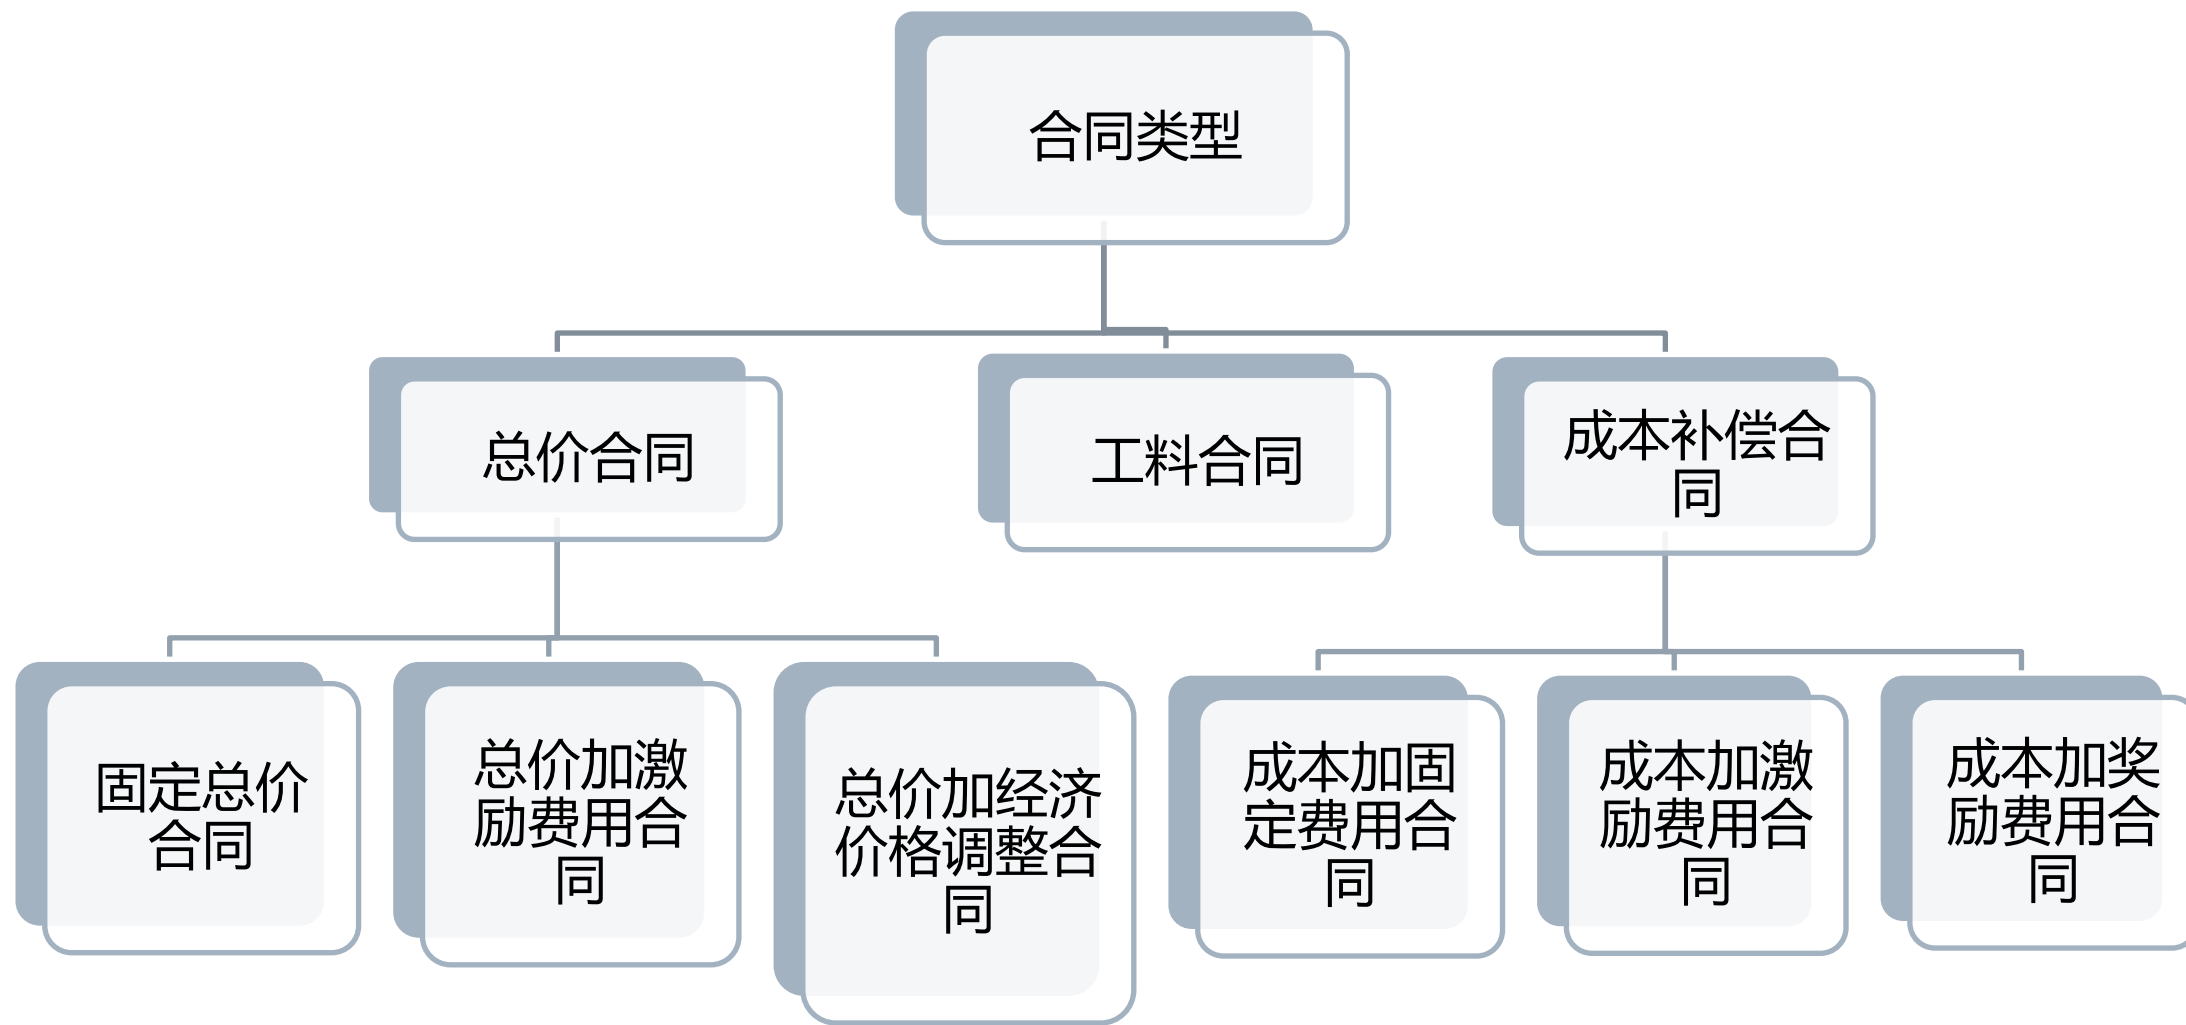 合同类型
总价合同
工料合同
成本补偿合
同
固定总价
合同
总价加激
励费用合
同
总价加经济
价格调整合
同
成本加固
定费用合
同
成本加激
励费用合
同
成本加奖
励费用合
同